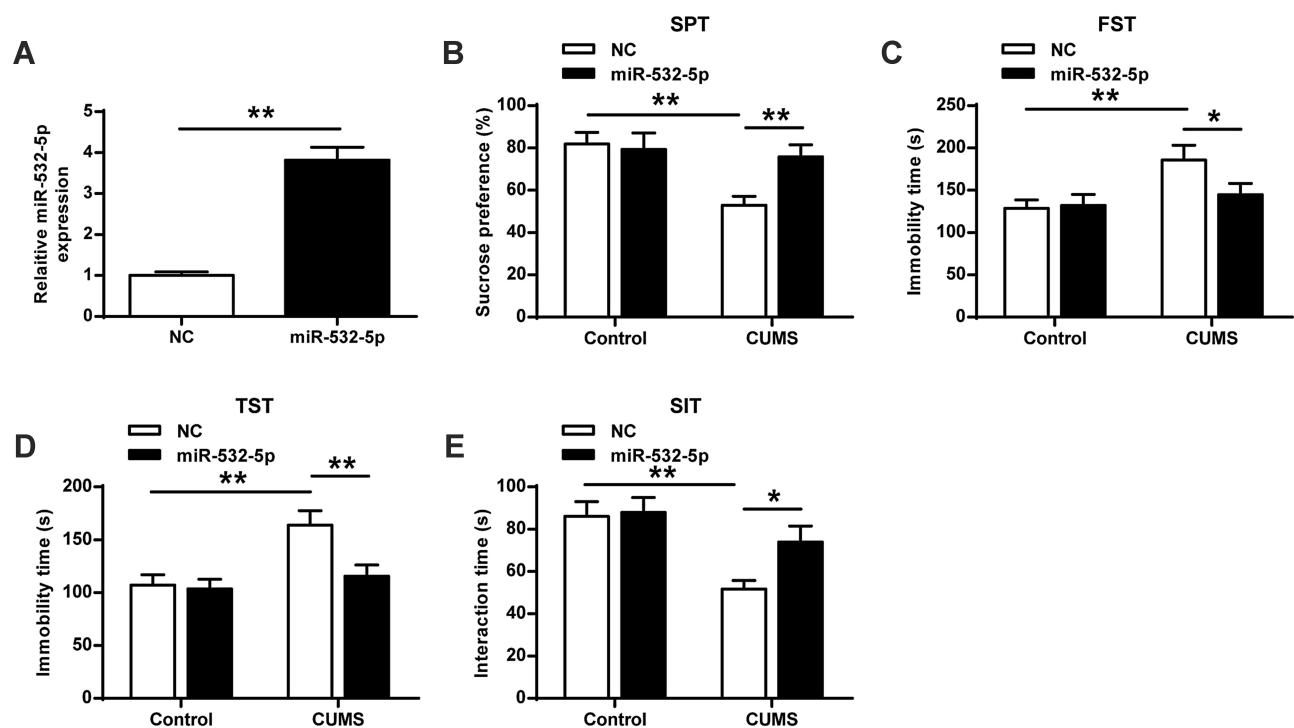 A
Relaitive miR-532-5p
expression
5
4
3
2
1
0
**
NC
miR-532-5p
B
SPT
NC
miR-532-5p
Sucrose preference (%)
100
80
60
40
20
0
**
**
Control
CUMS
C
FST
NC
miR-532-5p
Immobility time (s)
250
200
150
100
50
0
**
*
Control
CUMS
D
TST
NC
miR-532-5p
Immobility time (s)
200
150
100
50
0
**
**
Control
CUMS
E
SIT
NC
miR-532-5p
Interaction time (s)
100
80
60
40
20
0
**
*
Control
CUMS